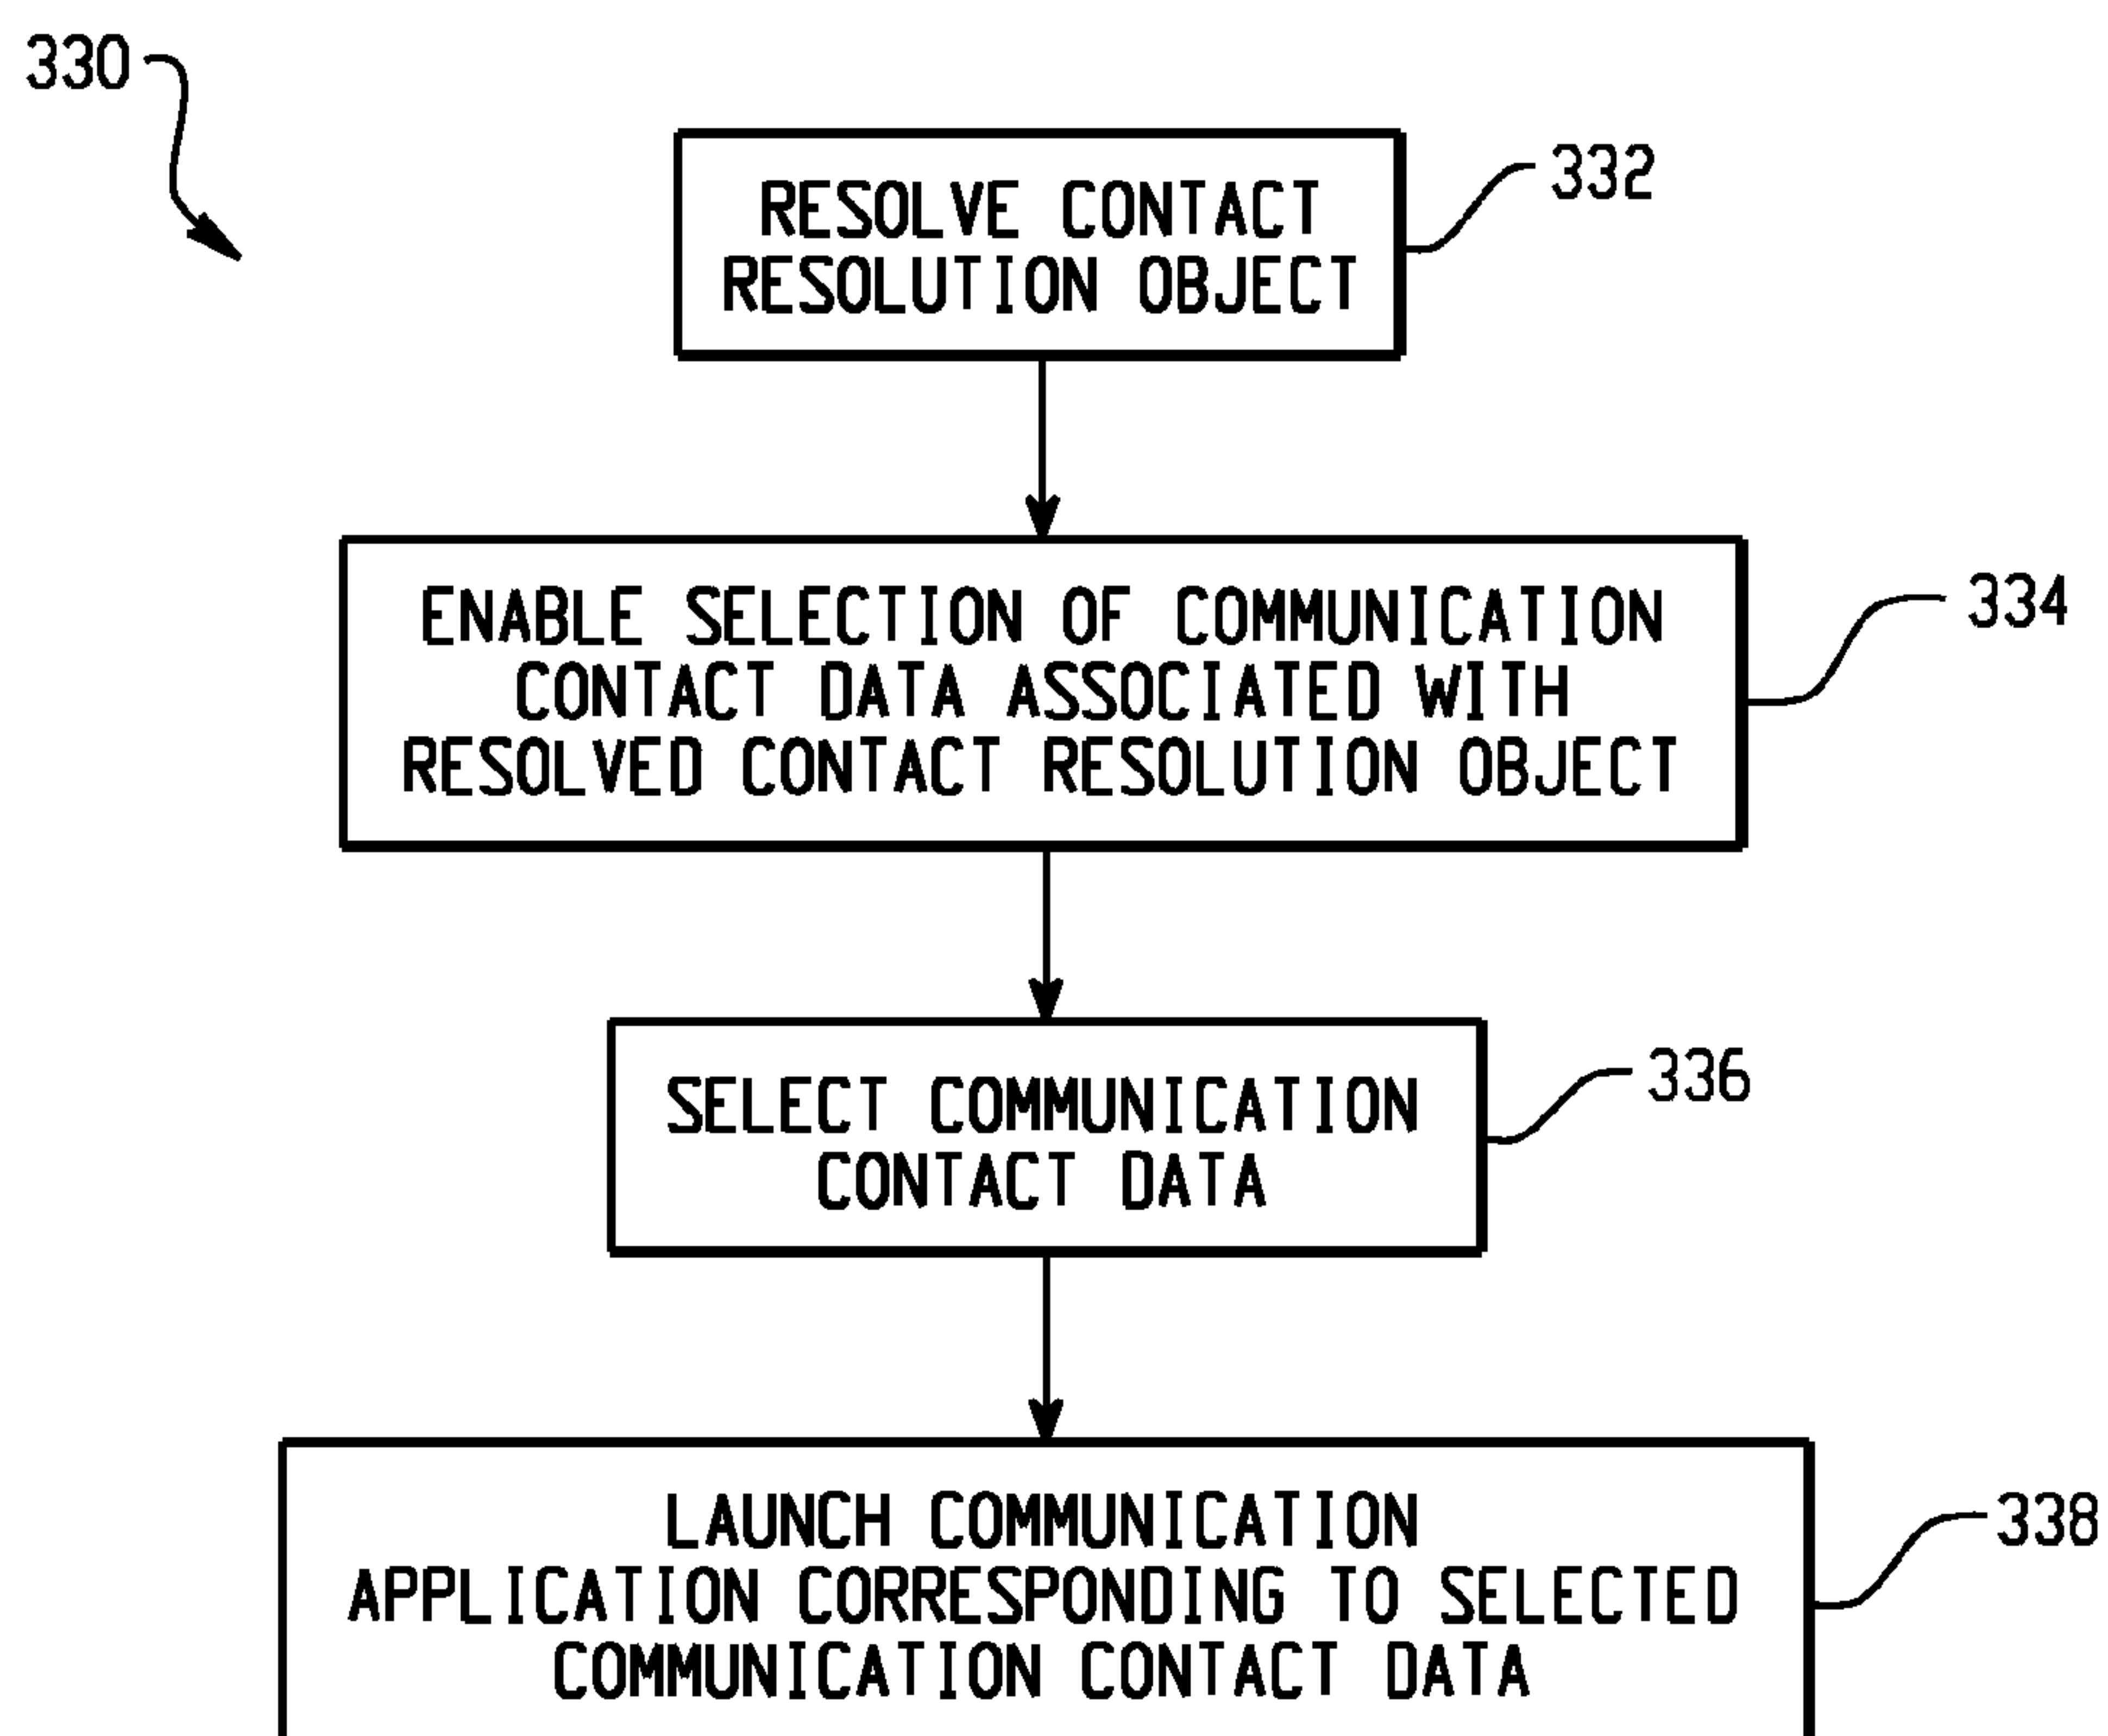 330
RESOLVE CONTACT
RESOLUTION OBJECT
332
ENABLE SELECTION OF COMMUNICATION
CONTACT DATA ASSOCIATED WITH
RESOLVED CONTACT RESOLUTION OBJECT
334
SELECT COMMUNICATION
CONTACT DATA
336
LAUNCH COMMUNICATION
APPLICATION CORRESPONDING TO SELECTED
COMMUNICATION CONTACT DATA
338